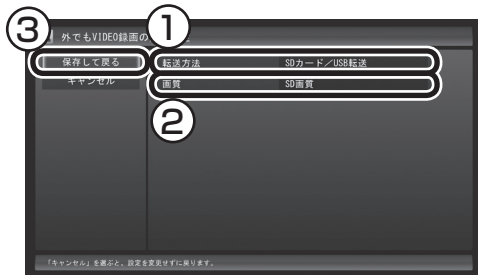 ③
外でもVIDEO録画の
①
保存して戻る
転送方法 SDカード／USB転送
キャンセル
画質 SD画質
②
「キャンセル」を選ぶと、設定を変更せずに戻ります。